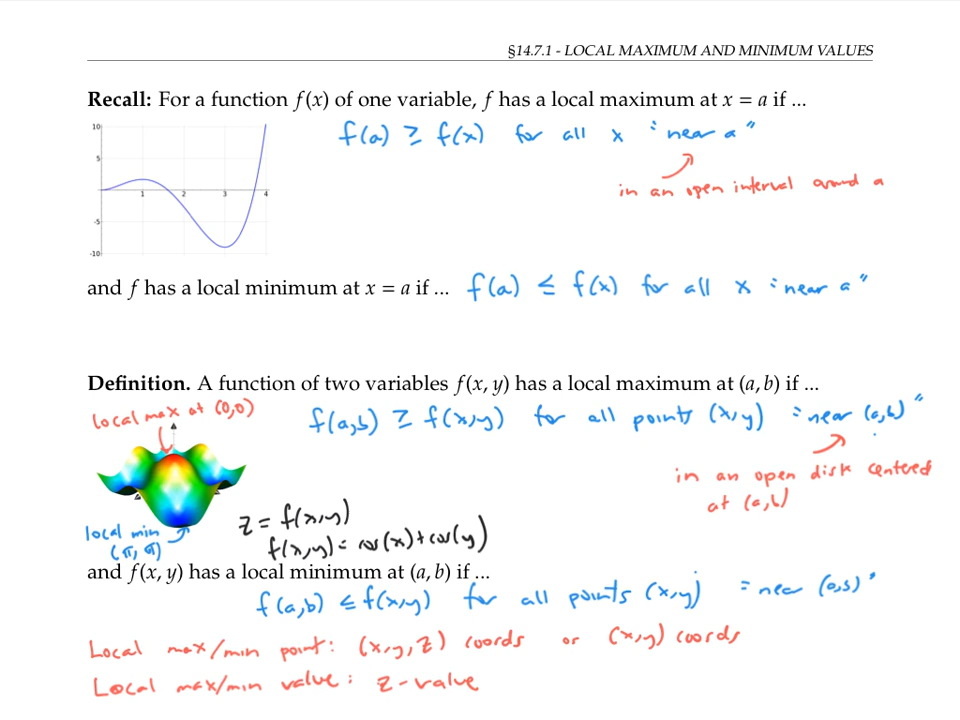 §14.7.1 - LOCAL MAXIMUM AND MINIMUM VALUES
Recall: For a function f(x) of one variable, f has a local maximum at x = a if ...
f(a) ≥ f(x) for all x "near a"
in an open interval around a
10
5
1 2 3 4
-5
-10
and f has a local minimum at x = a if ... f(a) ≤ f(x) for all x "near a"
Definition. A function of two variables f(x, y) has a local maximum at (a, b) if ...
local max at (0,0)
f(a,b) ≥ f(x,y) for all points (x,y) "near (a,b)"
in an open disk centered
at (a,b)
z = f(x,y)
f(x,y) = cos(x) + cos(y)
local min
(π, π)
and f(x, y) has a local minimum at (a, b) if ...
f(a,b) ≤ f(x,y) for all points (x,y) "near (a,b)"
Local max/min point: (x,y,z) coords or (x,y) coords
Local max/min value: z-value